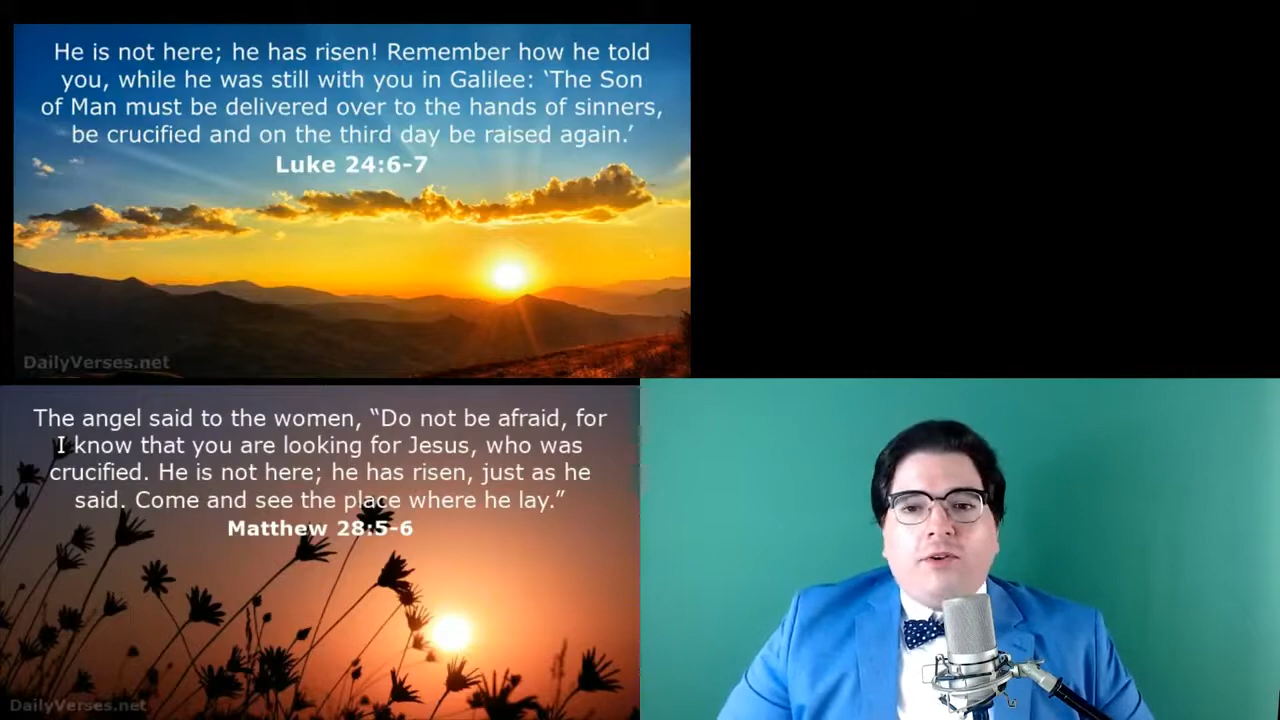 He is not here; he has risen! Remember how he told
you, while he was still with you in Galilee: ‘The Son
of Man must be delivered over to the hands of sinners,
be crucified and on the third day be raised again.’
Luke 24:6-7
DailyVerses.net
The angel said to the women, “Do not be afraid, for
I know that you are looking for Jesus, who was
crucified. He is not here; he has risen, just as he
said. Come and see the place where he lay.”
Matthew 28:5-6
DailyVerses.net